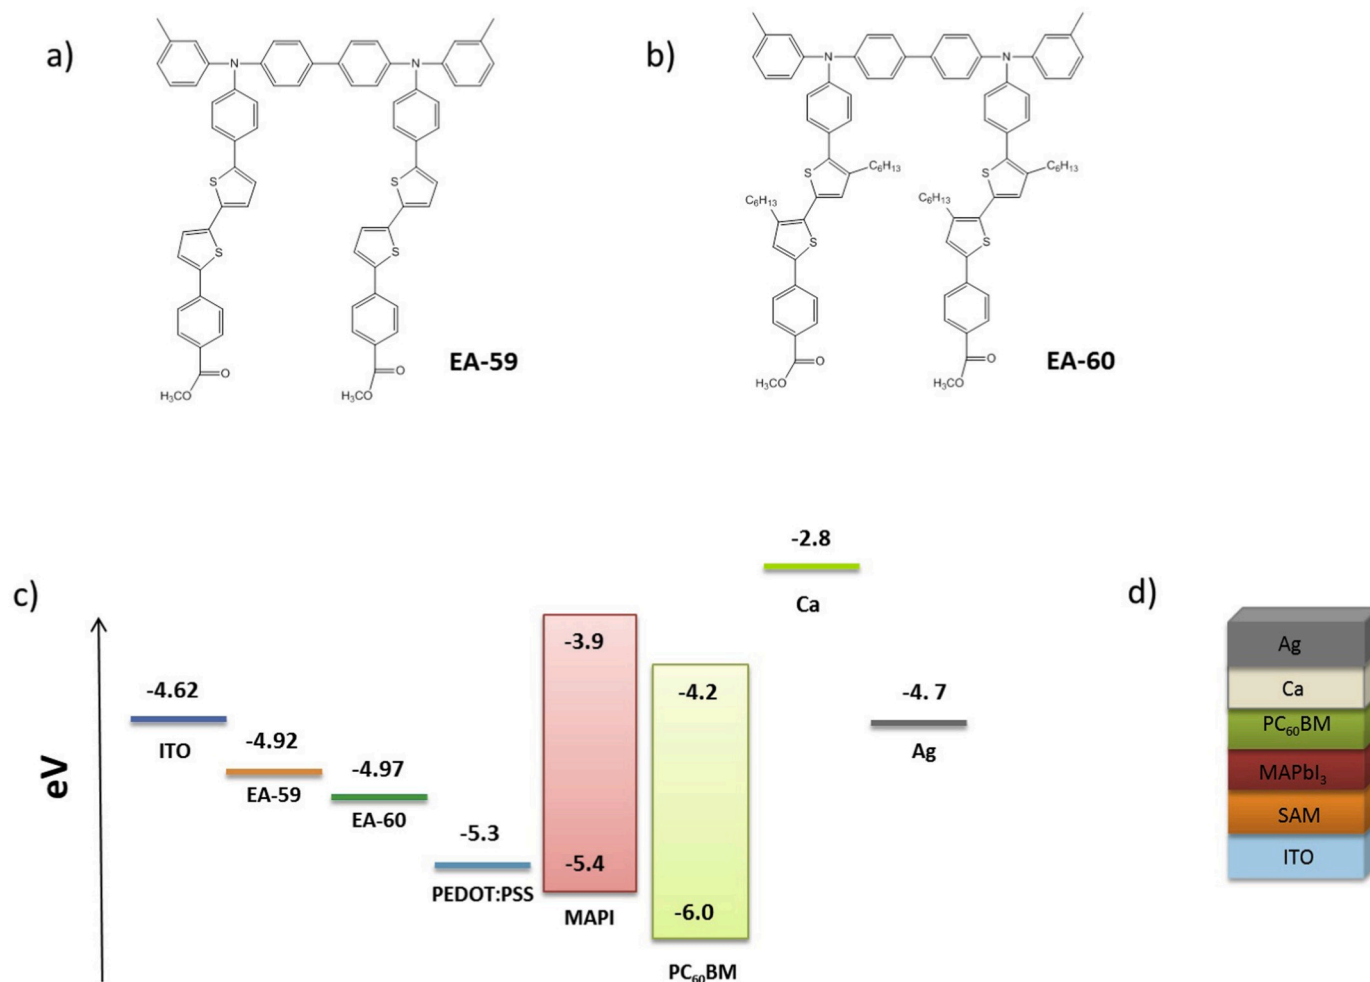 a)
b)
N
N
N
N
S
S
S
S
C₆H₁₃
C₆H₁₃
S
S
C₆H₁₃
C₆H₁₃
S
S
S
S
O
O
O
O
H₃CO
H₃CO
H₃CO
H₃CO
EA-59
EA-60
c)
d)
eV
-4.62
ITO
-4.92
EA-59
-4.97
EA-60
-5.3
PEDOT:PSS
-3.9
-5.4
MAPI
-4.2
-6.0
PC₆₀BM
-2.8
Ca
-4. 7
Ag
Ag
Ca
PC₆₀BM
MAPbI₃
SAM
ITO